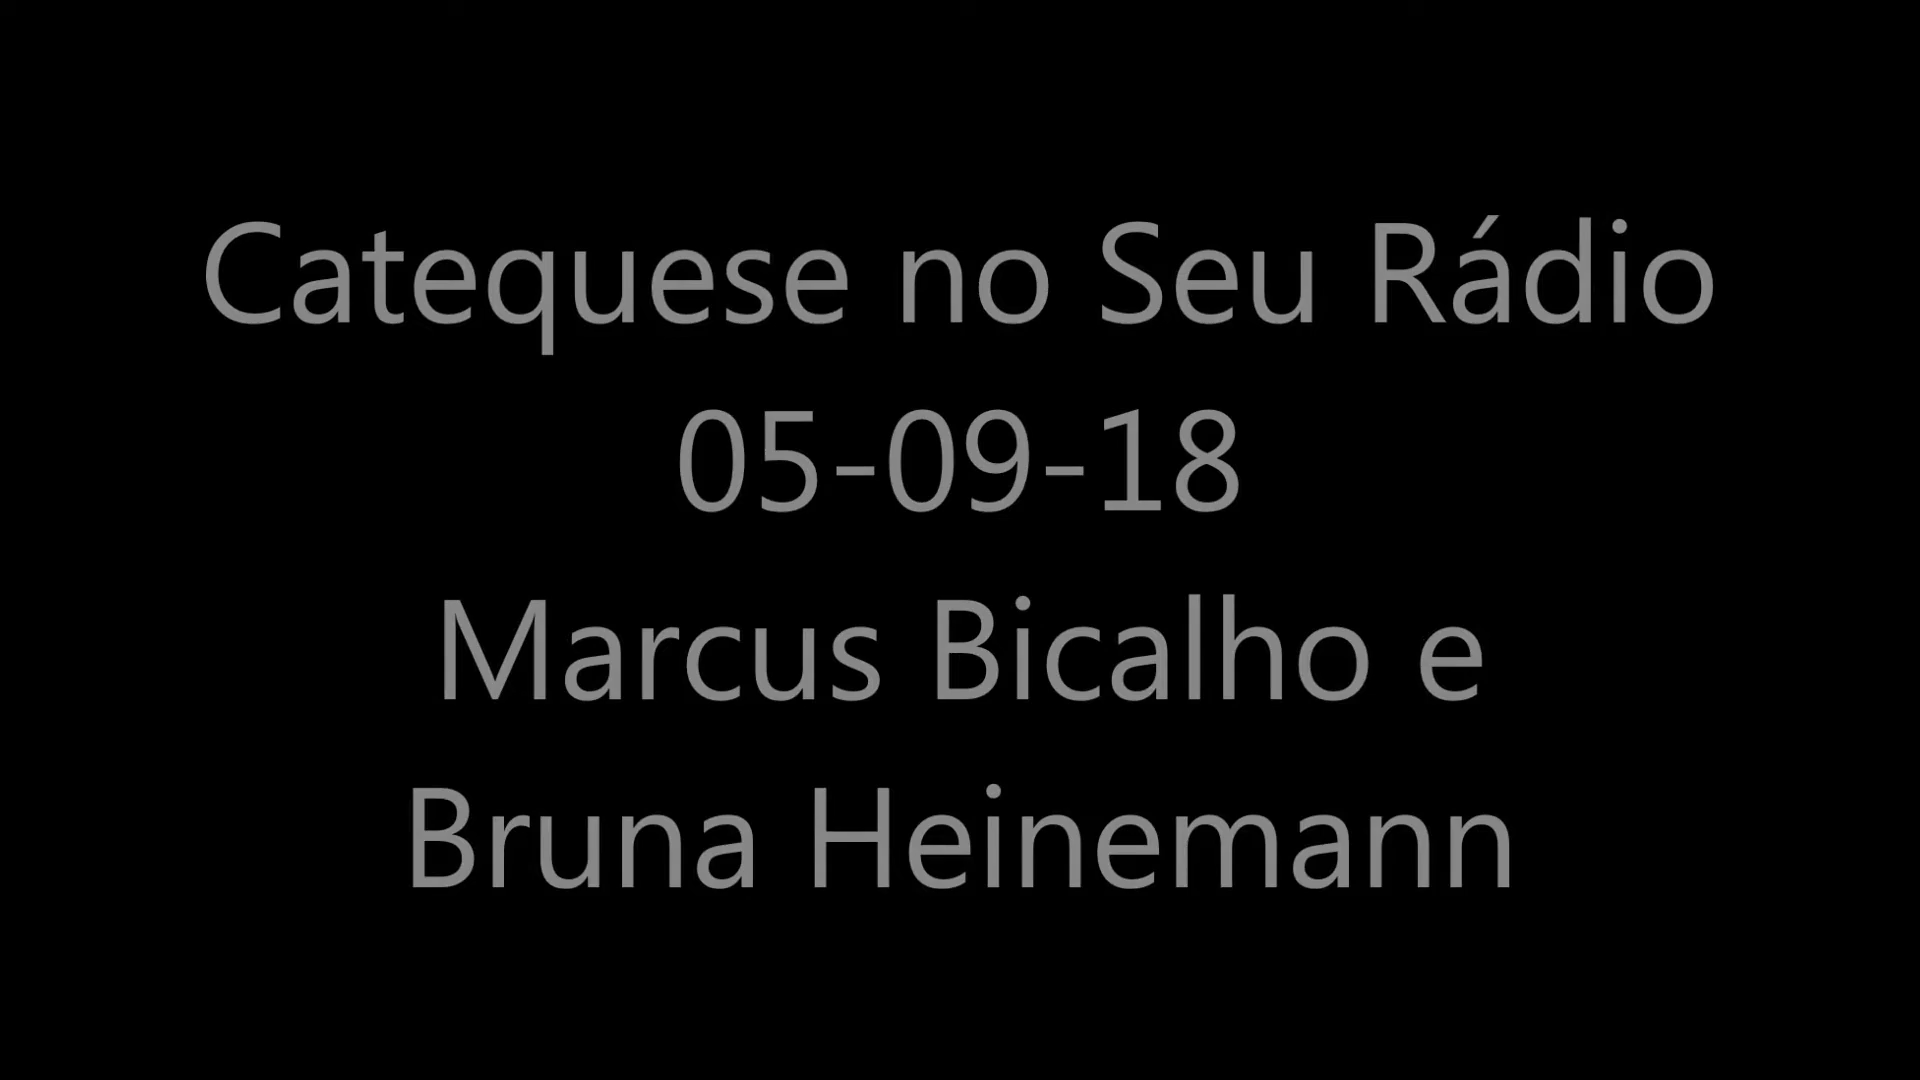 Catequese no Seu Rádio
05-09-18
Marcus Bicalho e
Bruna Heinemann